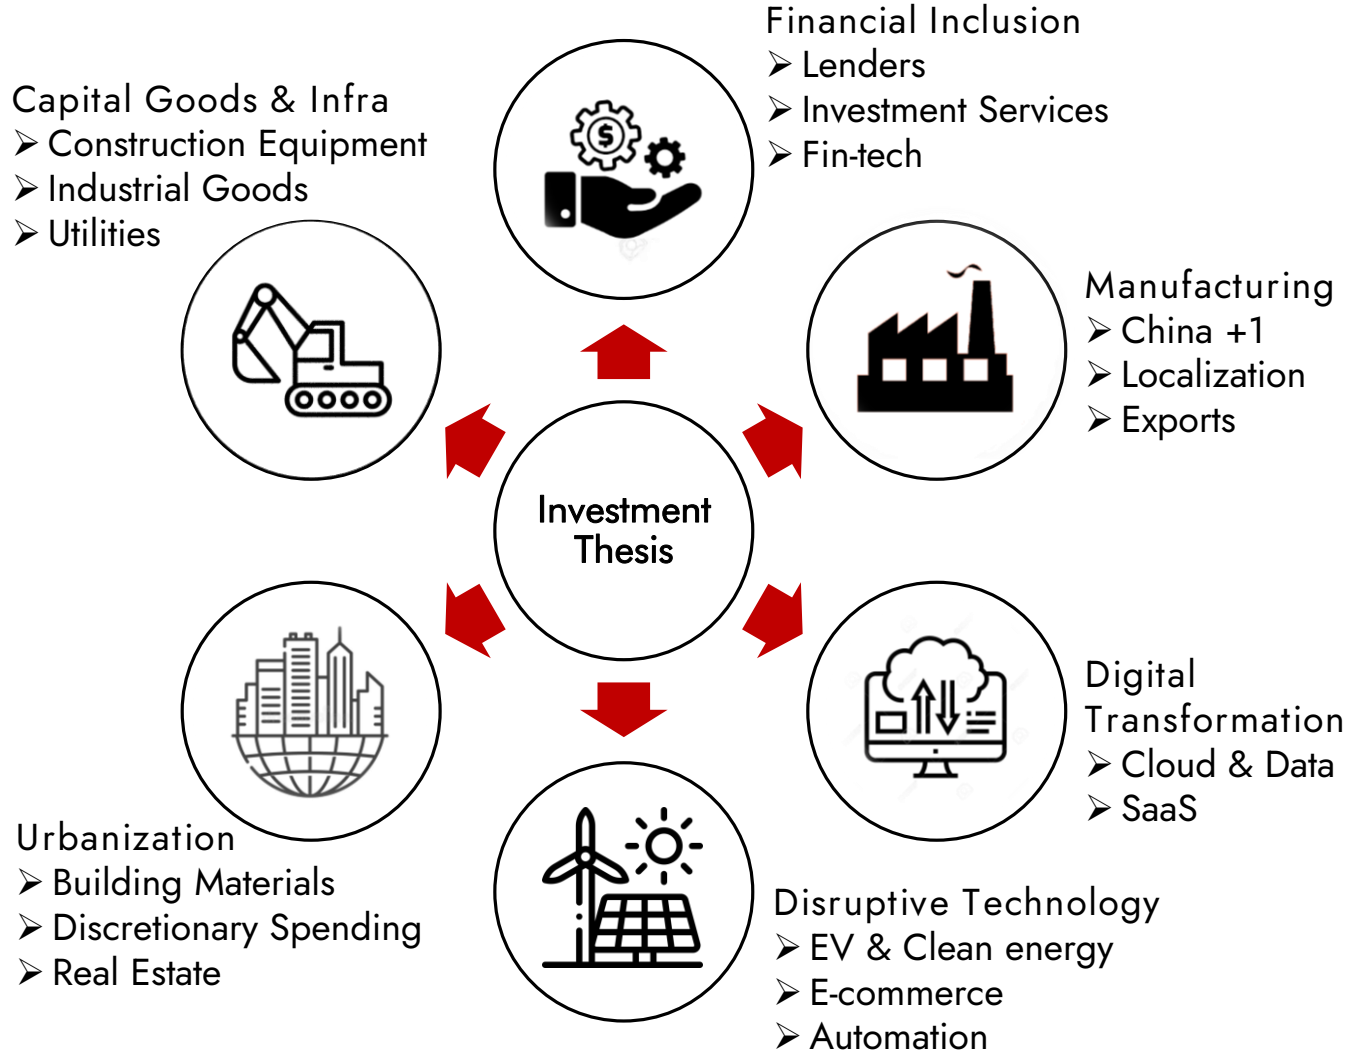 Financial Inclusion
Lenders
Investment Services
Fin-tech
Capital Goods & Infra
Construction Equipment
Industrial Goods
Utilities
Manufacturing
China +1
Localization
Exports
Investment
Thesis
Digital
Transformation
Cloud & Data
SaaS
Urbanization
Building Materials
Discretionary Spending
Real Estate
Disruptive Technology
EV & Clean energy
E-commerce
Automation
$